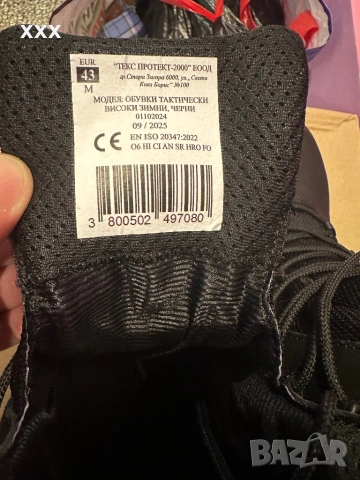 xxx
EUR
43
M
"ТЕКС ПРОТЕКТ-2000" ЕООД
гр.Стара Загора 6000, ул., Свети
Княз Борис" №100
МОДЕЛ: ОБУВКИ ТАКТИЧЕСКИ
ВИСОКИ ЗИМНИ, ЧЕРНИ
01102024
09 / 2025
CE EN ISO 20347:2022
O6 HI CI AN SR HRO FO
3 800502 497080
BAZAR
bg